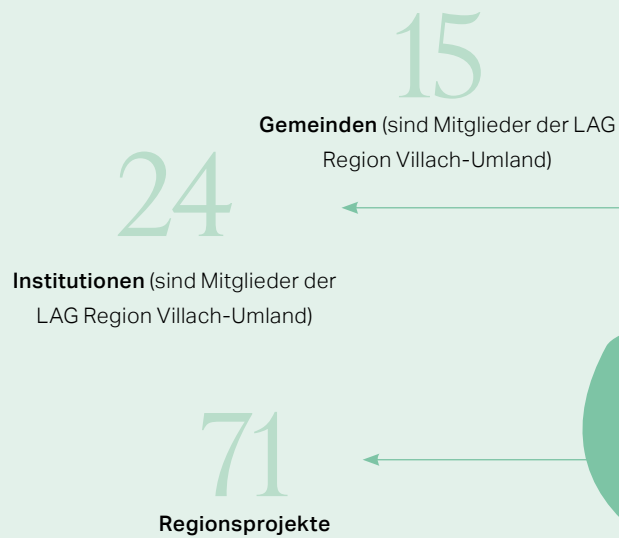 15
Gemeinden (sind Mitglieder der LAG
Region Villach-Umland)
24
Institutionen (sind Mitglieder der
LAG Region Villach-Umland)
71
Regionsprojekte